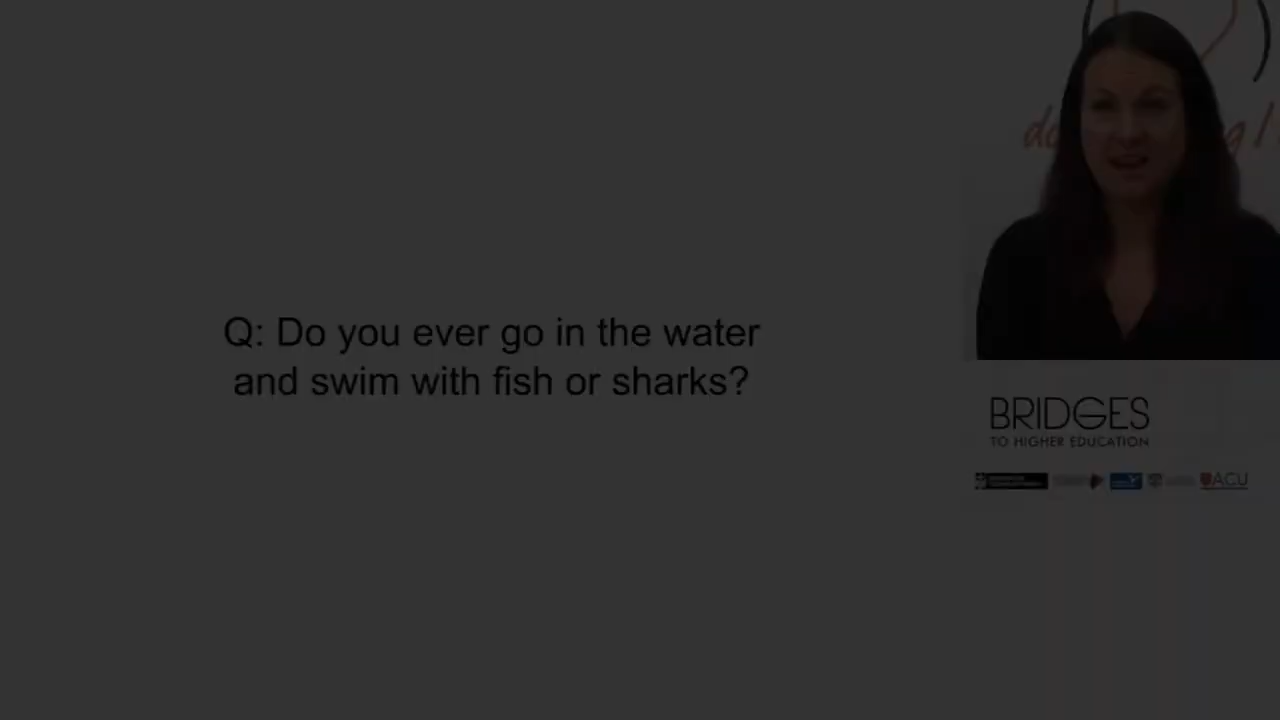 Q: Do you ever go in the water
and swim with fish or sharks?
BRIDGES
TO HIGHER EDUCATION
ACU